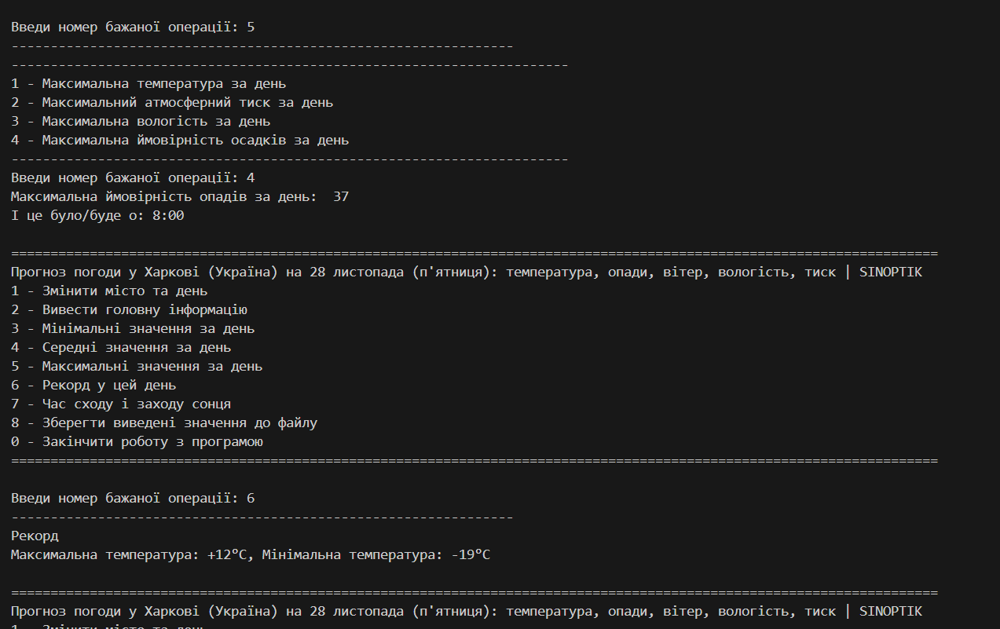 Введи номер бажаної операції: 5
----------------------------------------------------------------
-----------------------------------------------------------------------
1 - Максимальна температура за день
2 - Максимальний атмосферний тиск за день
3 - Максимальна вологість за день
4 - Максимальна ймовірність осадків за день
-----------------------------------------------------------------------
Введи номер бажаної операції: 4
Максимальна ймовірність опадів за день:  37
І це було/буде о: 8:00
======================================================================================================================
Прогноз погоди у Харкові (Україна) на 28 листопада (п'ятниця): температура, опади, вітер, вологість, тиск | SINOPTIK
1 - Змінити місто та день
2 - Вивести головну інформацію
3 - Мінімальні значення за день
4 - Середні значення за день
5 - Максимальні значення за день
6 - Рекорд у цей день
7 - Час сходу і заходу сонця
8 - Зберегти виведені значення до файлу
0 - Закінчити роботу з програмою
======================================================================================================================
Введи номер бажаної операції: 6
----------------------------------------------------------------
Рекорд
Максимальна температура: +12°C, Мінімальна температура: -19°C
======================================================================================================================
Прогноз погоди у Харкові (Україна) на 28 листопада (п'ятниця): температура, опади, вітер, вологість, тиск | SINOPTIK
1 - Змінити місто та день